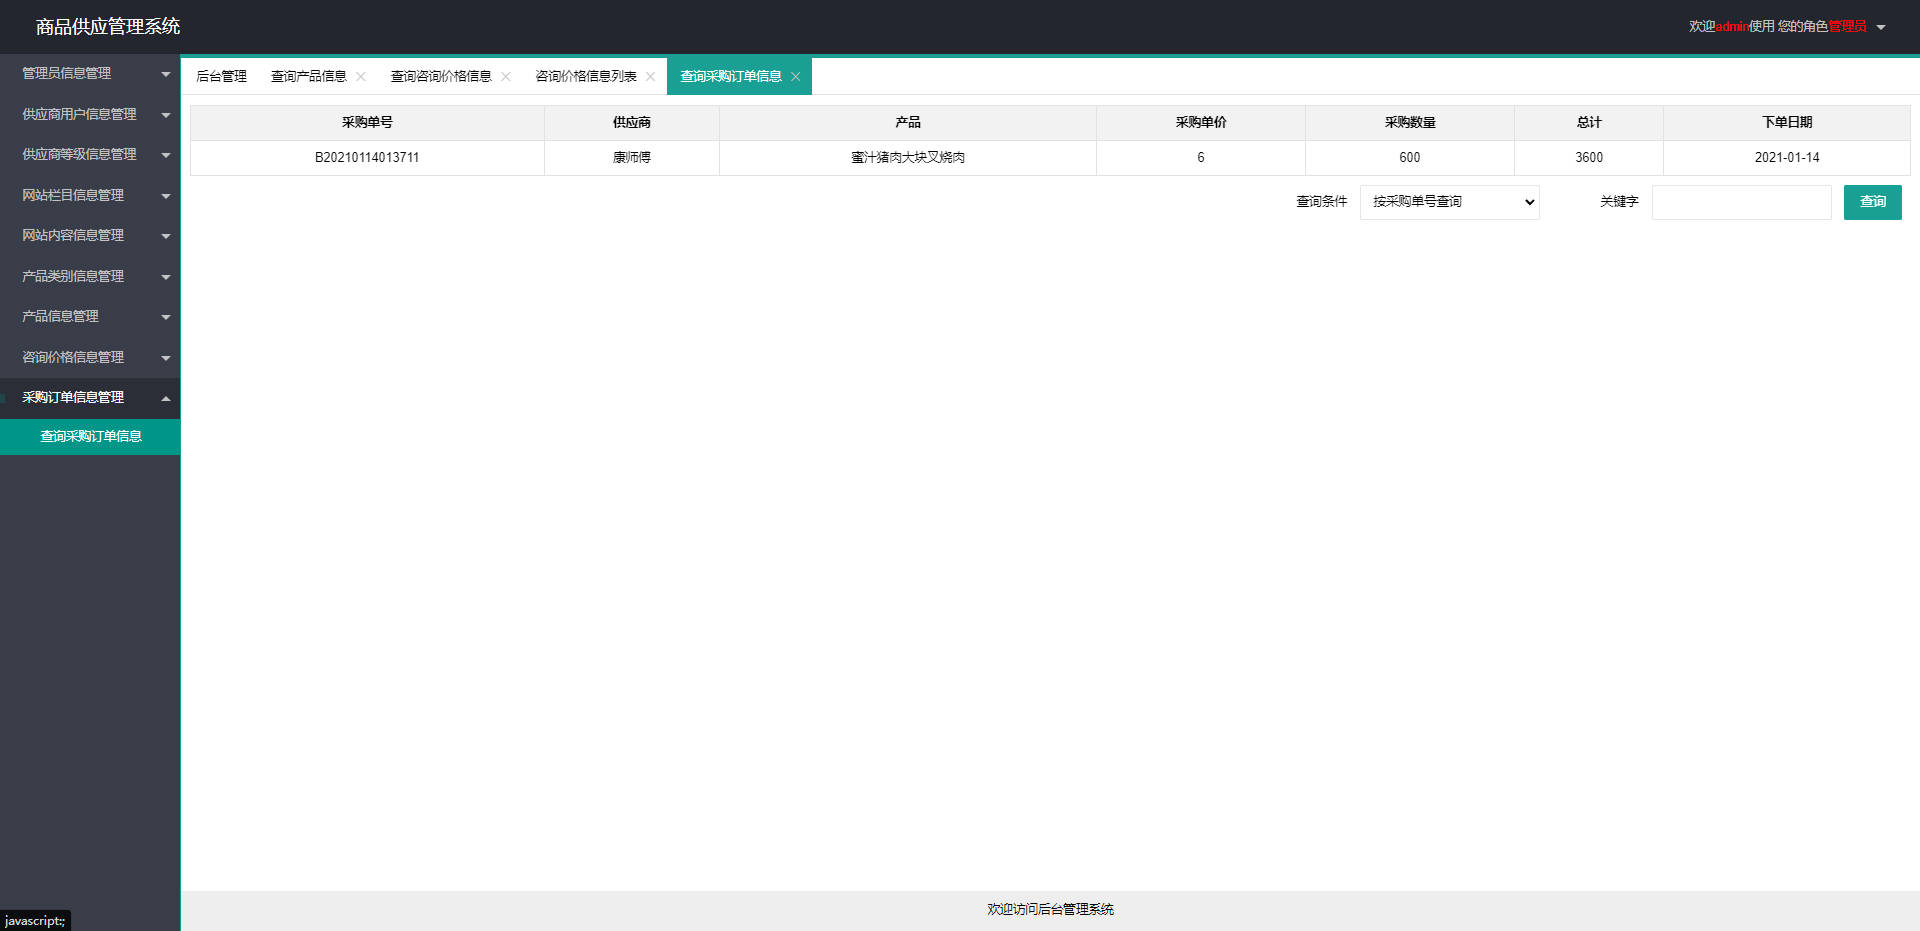 商品供应管理系统
欢迎admin使用 您的角色管理员
管理员信息管理
供应商用户信息管理
供应商等级信息管理
网站栏目信息管理
网站内容信息管理
产品类别信息管理
产品信息管理
咨询价格信息管理
采购订单信息管理
查询采购订单信息
后台管理 查询产品信息 查询咨询价格信息 咨询价格信息列表 查询采购订单信息
采购单号 供应商 产品 采购单价 采购数量 总计 下单日期
B20210114013711 康师傅 蜜汁猪肉大块叉烧肉 6 600 3600 2021-01-14
查询条件 按采购单号查询 关键字 查询
欢迎访问后台管理系统
javascript:;